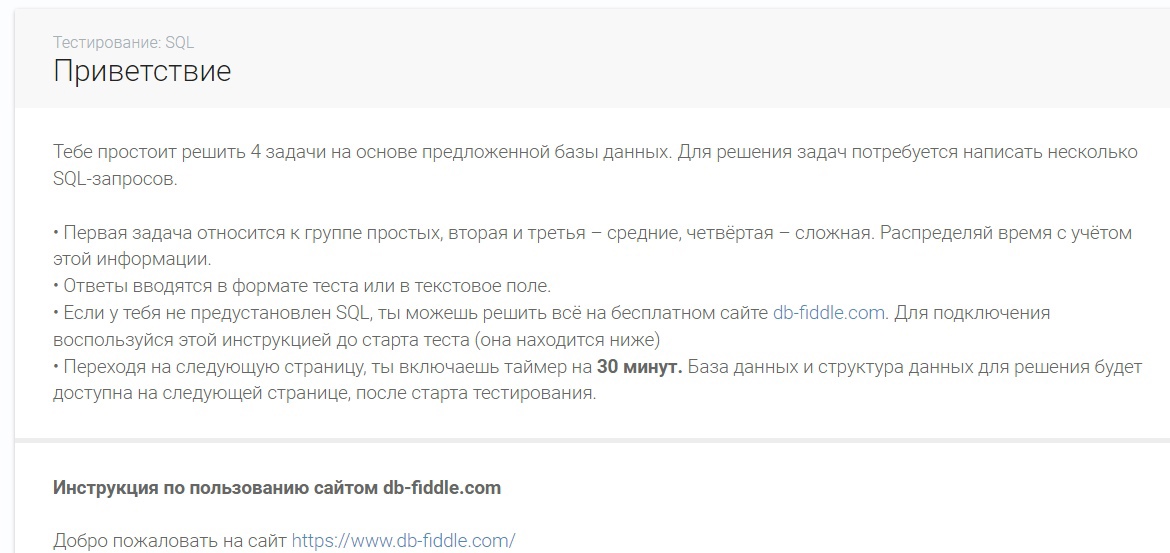 Тестирование: SQL
Приветствие
Тебе простоит решить 4 задачи на основе предложенной базы данных. Для решения задач потребуется написать несколько
SQL-запросов.
• Первая задача относится к группе простых, вторая и третья – средние, четвёртая – сложная. Распределяй время с учётом
этой информации.
• Ответы вводятся в формате теста или в текстовое поле.
• Если у тебя не предустановлен SQL, ты можешь решить всё на бесплатном сайте db-fiddle.com. Для подключения
воспользуйся этой инструкцией до старта теста (она находится ниже)
• Переходя на следующую страницу, ты включаешь таймер на 30 минут. База данных и структура данных для решения будет
доступна на следующей странице, после старта тестирования.
Инструкция по пользованию сайтом db-fiddle.com
Добро пожаловать на сайт https://www.db-fiddle.com/